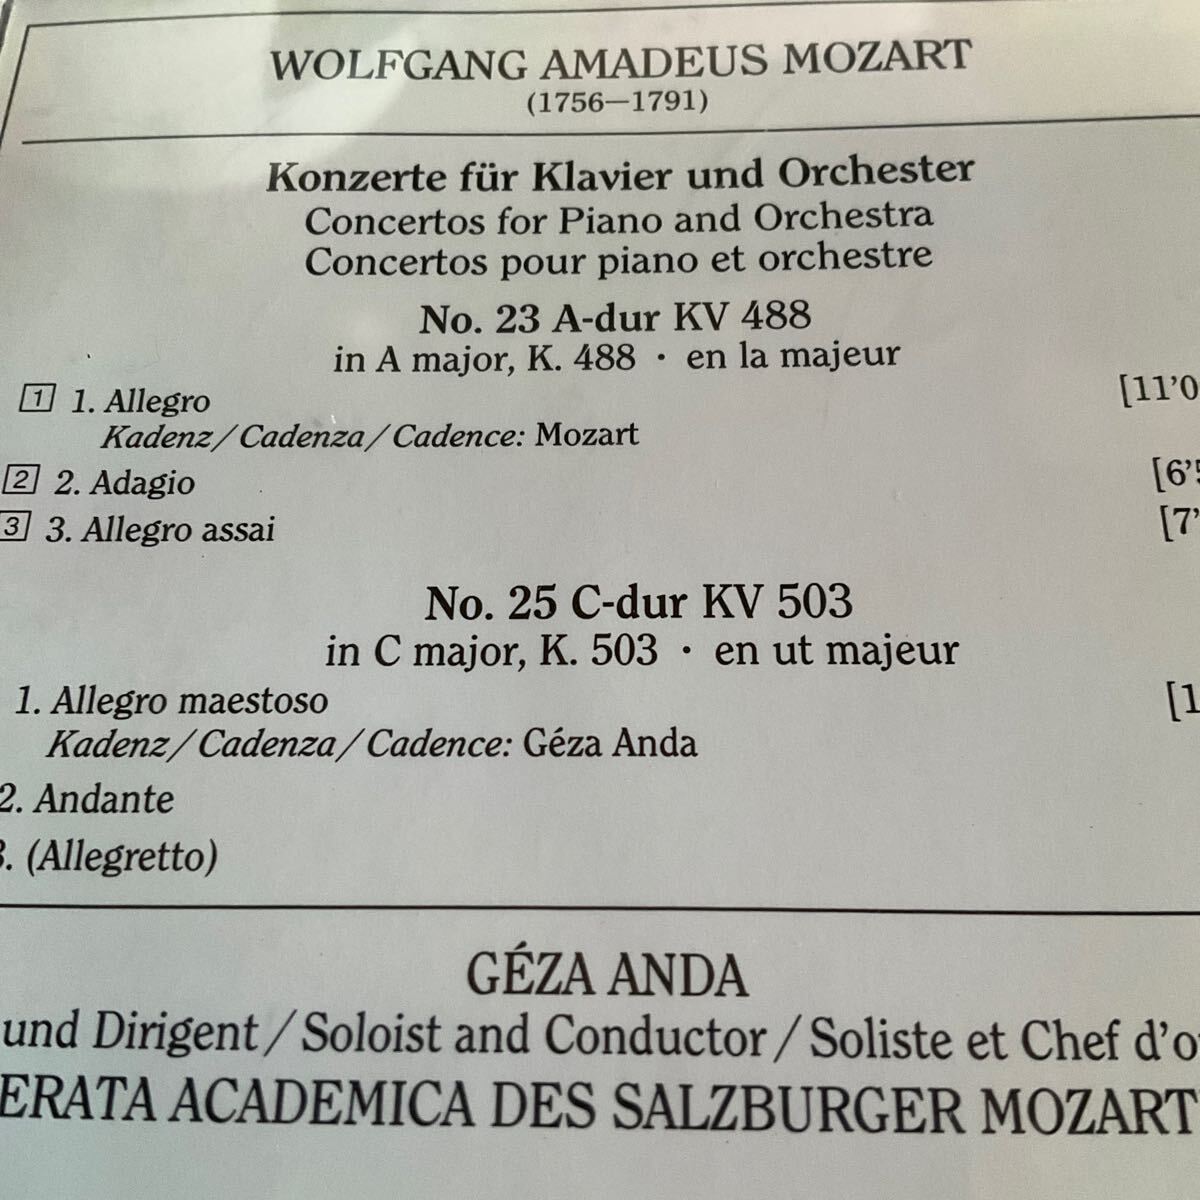 WOLFGANG AMADEUS MOZART
(1756—1791)
Konzerte für Klavier und Orchester
Concertos for Piano and Orchestra
Concertos pour piano et orchestre
No. 23 A-dur KV 488
in A major, K. 488 · en la majeur
1 1. Allegro [11'0
Kadenz/Cadenza/Cadence: Mozart
2 2. Adagio [6'5
3 3. Allegro assai [7'
No. 25 C-dur KV 503
in C major, K. 503 · en ut majeur
1. Allegro maestoso [1
Kadenz/Cadenza/Cadence: Géza Anda
2. Andante
3. (Allegretto)
GÉZA ANDA
und Dirigent/Soloist and Conductor/Soliste et Chef d'o
ERATA ACADEMICA DES SALZBURGER MOZART